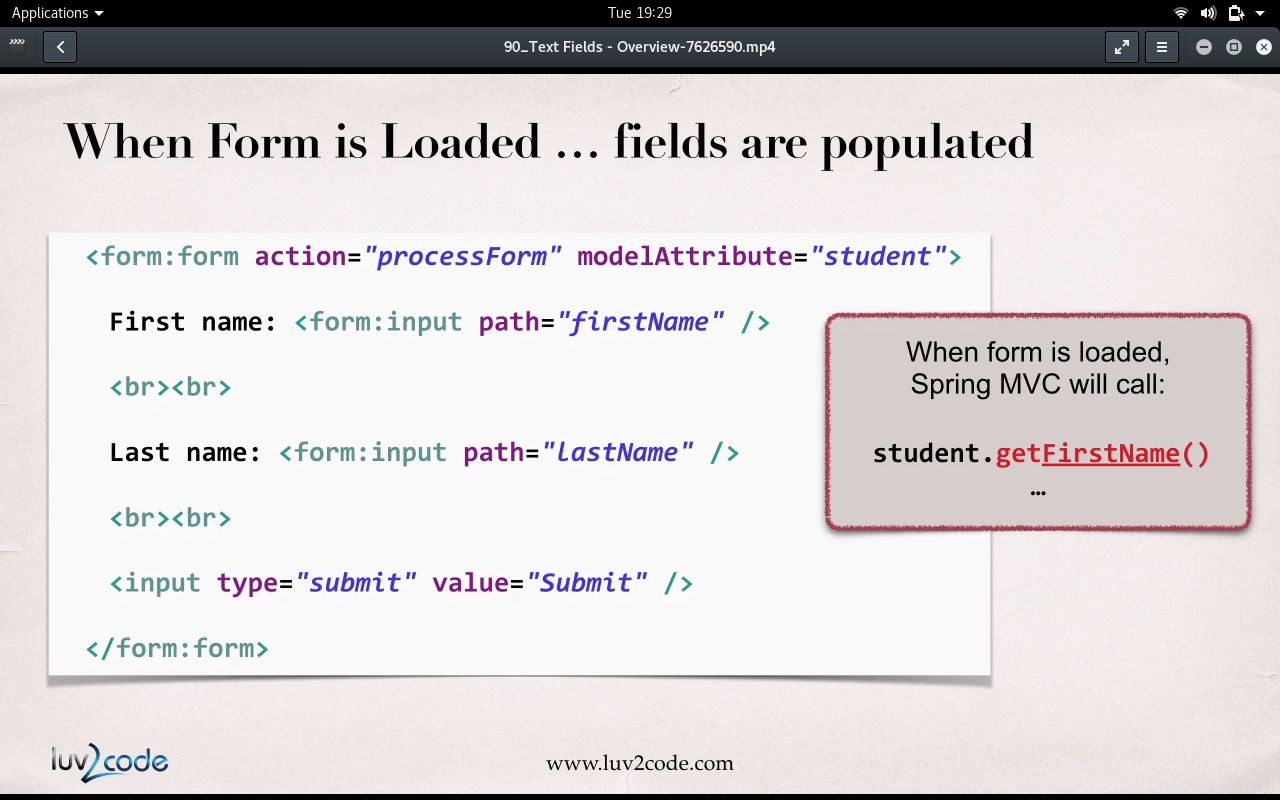 Applications
Tue 19:29
90_Text Fields - Overview-7626590.mp4
When Form is Loaded … fields are populated
<form:form action="processForm" modelAttribute="student">
First name: <form:input path="firstName" />
<br><br>
Last name: <form:input path="lastName" />
<br><br>
<input type="submit" value="Submit" />
</form:form>
When form is loaded,
Spring MVC will call:
student.getFirstName()
…
luv2code
www.luv2code.com